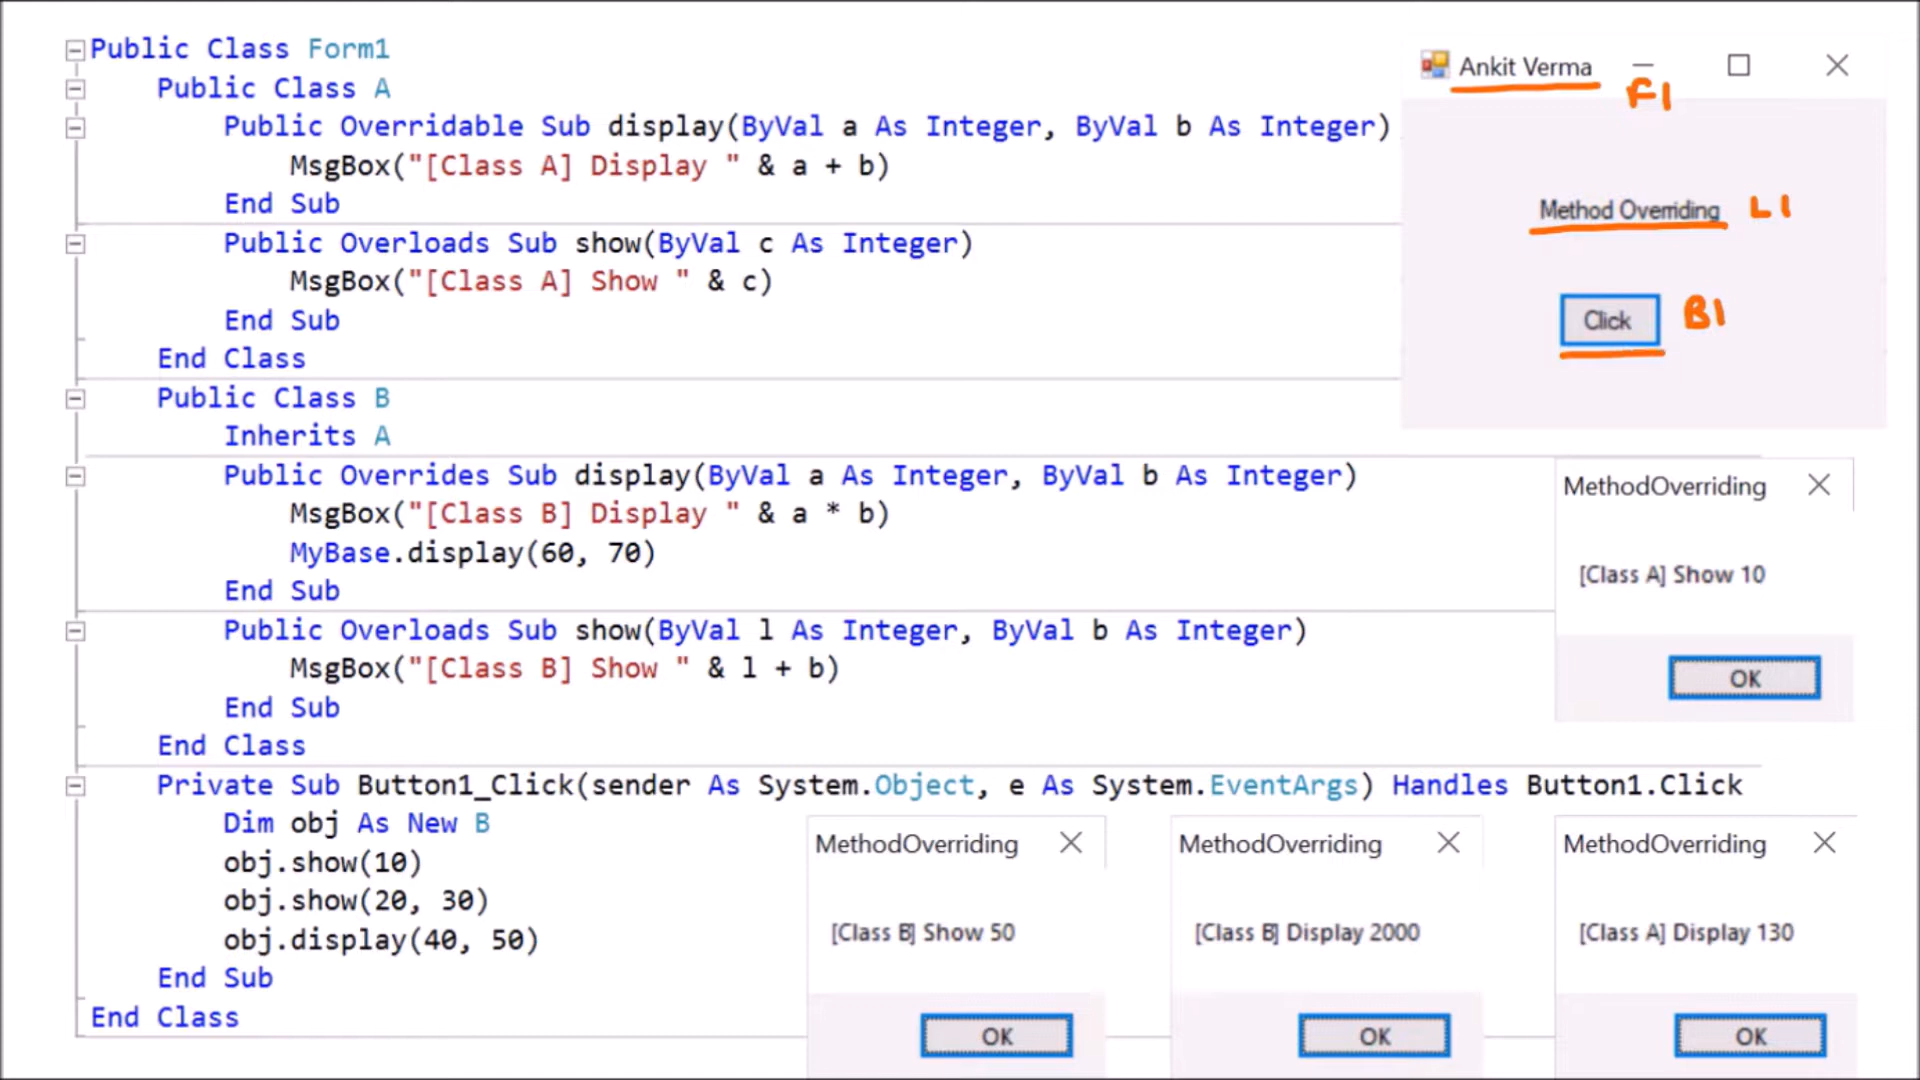 Public Class Form1
Public Class A
Public Overridable Sub display(ByVal a As Integer, ByVal b As Integer)
MsgBox("[Class A] Display " & a + b)
End Sub
Public Overloads Sub show(ByVal c As Integer)
MsgBox("[Class A] Show " & c)
End Sub
End Class
Public Class B
Inherits A
Public Overrides Sub display(ByVal a As Integer, ByVal b As Integer)
MsgBox("[Class B] Display " & a * b)
MyBase.display(60, 70)
End Sub
Public Overloads Sub show(ByVal l As Integer, ByVal b As Integer)
MsgBox("[Class B] Show " & l + b)
End Sub
End Class
Private Sub Button1_Click(sender As System.Object, e As System.EventArgs) Handles Button1.Click
Dim obj As New B
obj.show(10)
obj.show(20, 30)
obj.display(40, 50)
End Sub
End Class
Ankit Verma
F1
Method Overriding L1
Click B1
MethodOverriding
[Class A] Show 10
OK
MethodOverriding
[Class B] Show 50
OK
MethodOverriding
[Class B] Display 2000
OK
MethodOverriding
[Class A] Display 130
OK